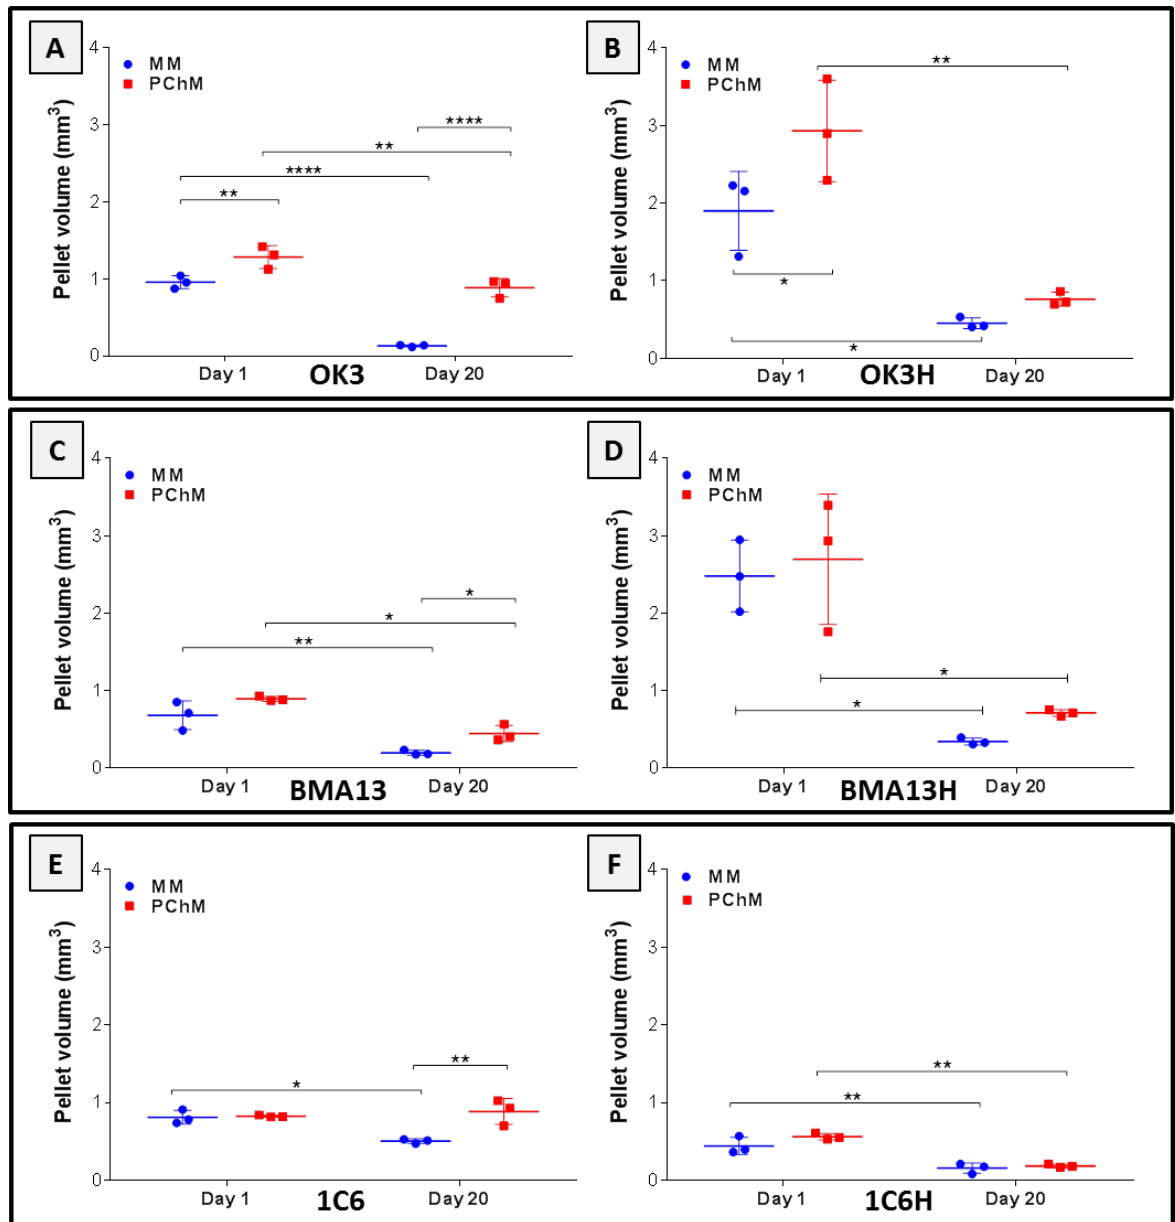 A
MM
PChM
Pellet volume (mm³)
4
3
2
1
0
****
**
****
**
Day 1
OK3
Day 20
B
MM
PChM
Pellet volume (mm³)
4
3
2
1
0
**
*
*
Day 1
OK3H
Day 20
C
MM
PChM
Pellet volume (mm³)
4
3
2
1
0
*
*
**
Day 1
BMA13
Day 20
D
MM
PChM
Pellet volume (mm³)
4
3
2
1
0
*
*
Day 1
BMA13H
Day 20
E
MM
PChM
Pellet volume (mm³)
4
3
2
1
0
**
*
Day 1
1C6
Day 20
F
MM
PChM
Pellet volume (mm³)
4
3
2
1
0
**
**
Day 1
1C6H
Day 20